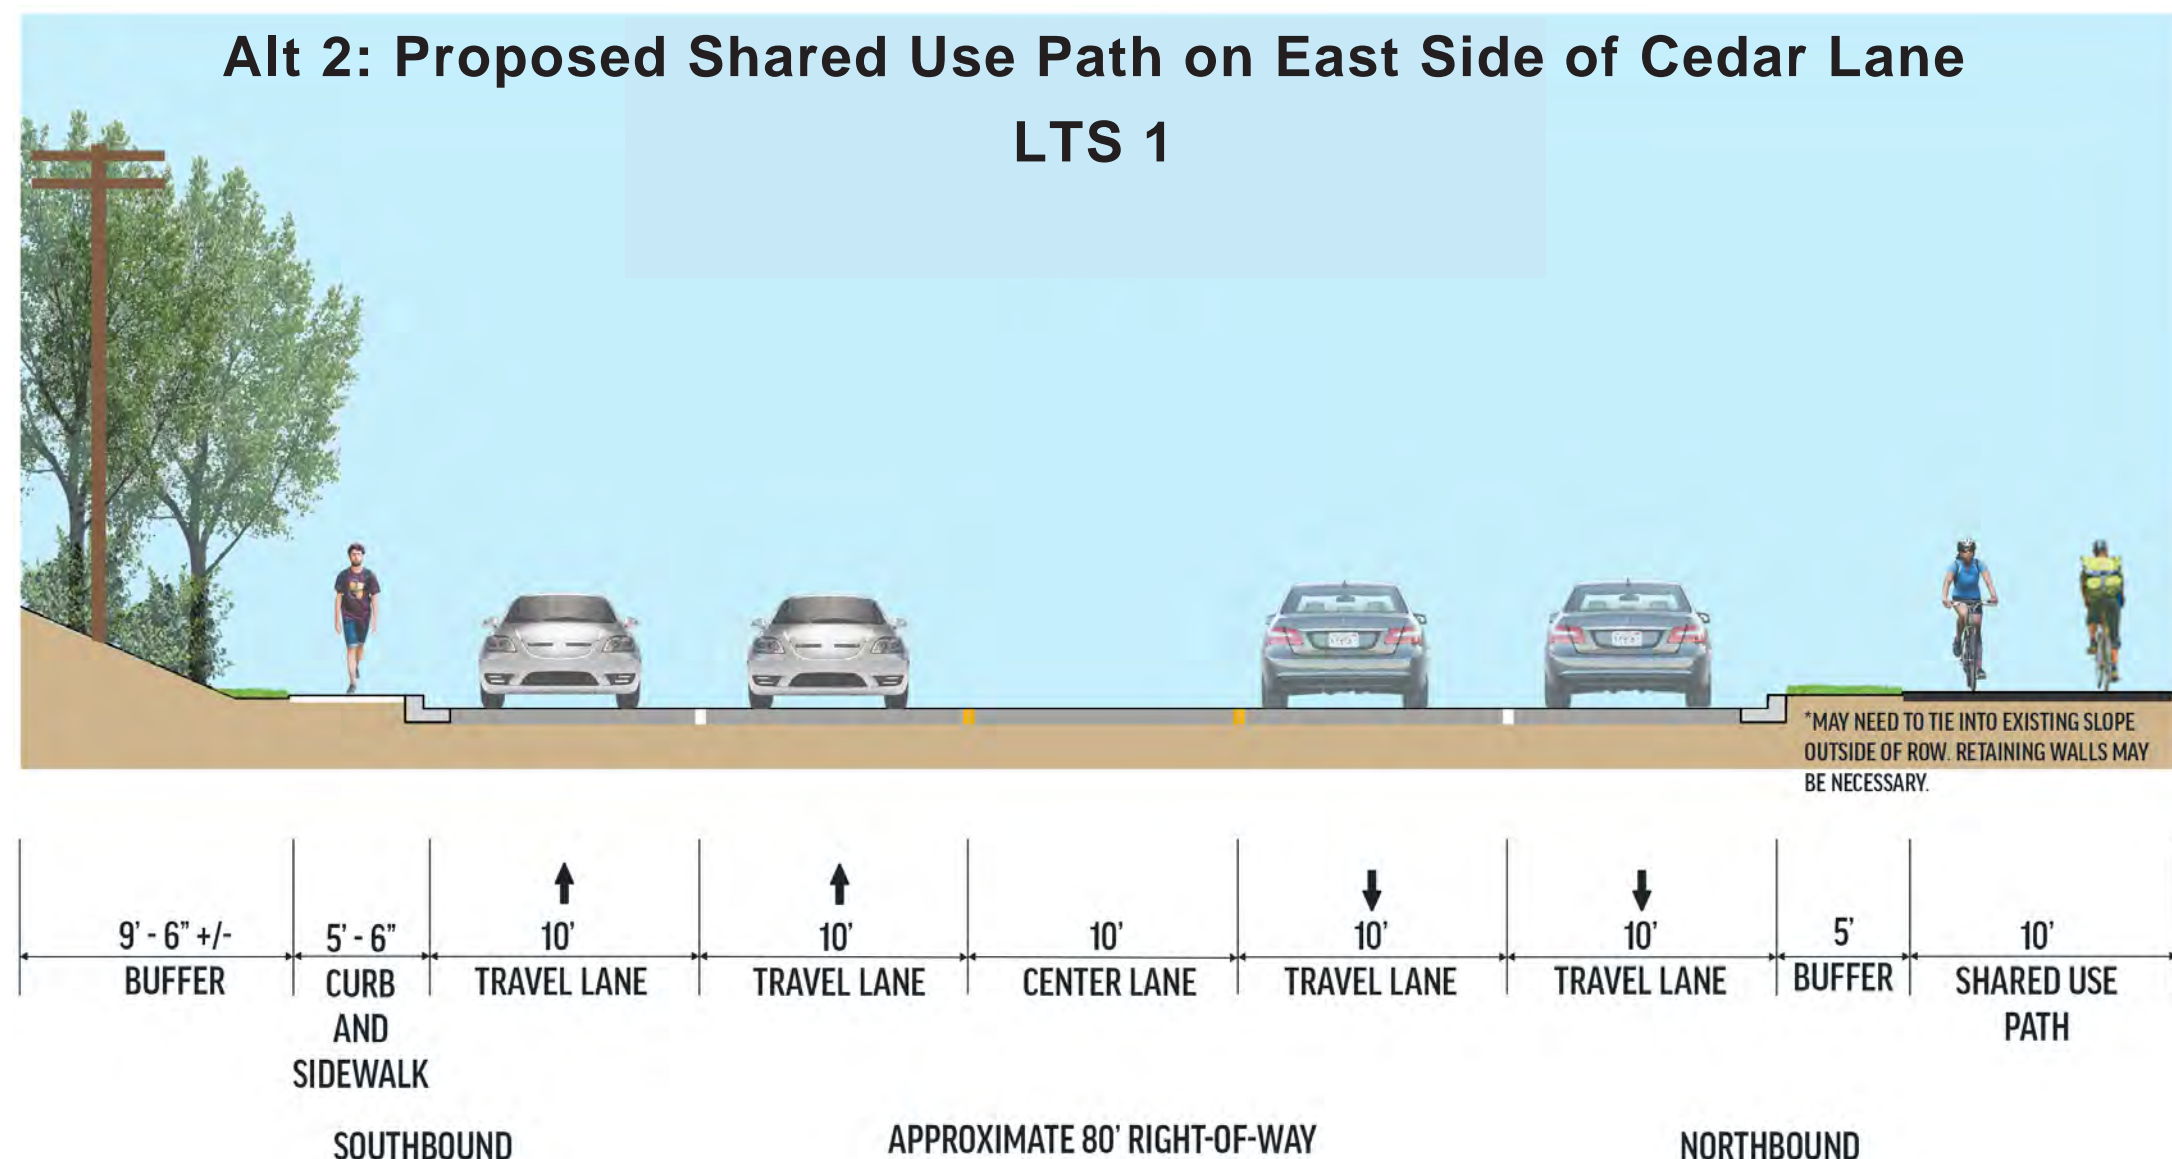 Alt 2: Proposed Shared Use Path on East Side of Cedar Lane
LTS 1
*MAY NEED TO TIE INTO EXISTING SLOPE
OUTSIDE OF ROW. RETAINING WALLS MAY
BE NECESSARY.
9’ - 6” +/-
BUFFER
5’ - 6”
CURB
AND
SIDEWALK
10’
TRAVEL LANE
10’
TRAVEL LANE
10’
CENTER LANE
10’
TRAVEL LANE
10’
TRAVEL LANE
5’
BUFFER
10’
SHARED USE
PATH
SOUTHBOUND
APPROXIMATE 80’ RIGHT-OF-WAY
NORTHBOUND